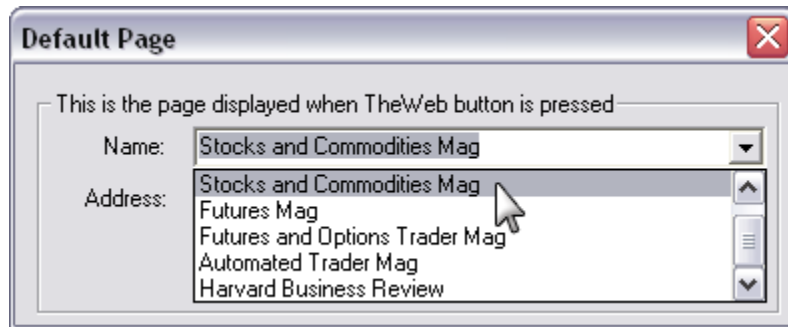 Default Page
This is the page displayed when TheWeb button is pressed
Name: Stocks and Commodities Mag
Address: Stocks and Commodities Mag
Futures Mag
Futures and Options Trader Mag
Automated Trader Mag
Harvard Business Review